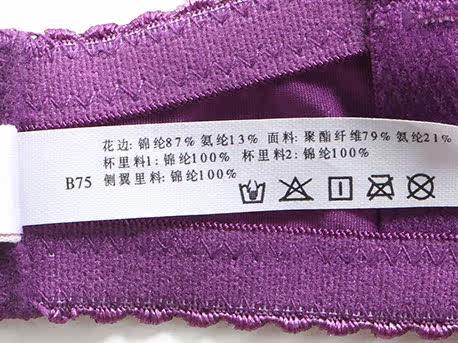 花边: 锦纶87% 氨纶13% 面料: 聚酯纤维79% 氨纶21%
杯里料1: 锦纶100% 杯里料2: 锦纶100%
B75 侧翼里料: 锦纶100%